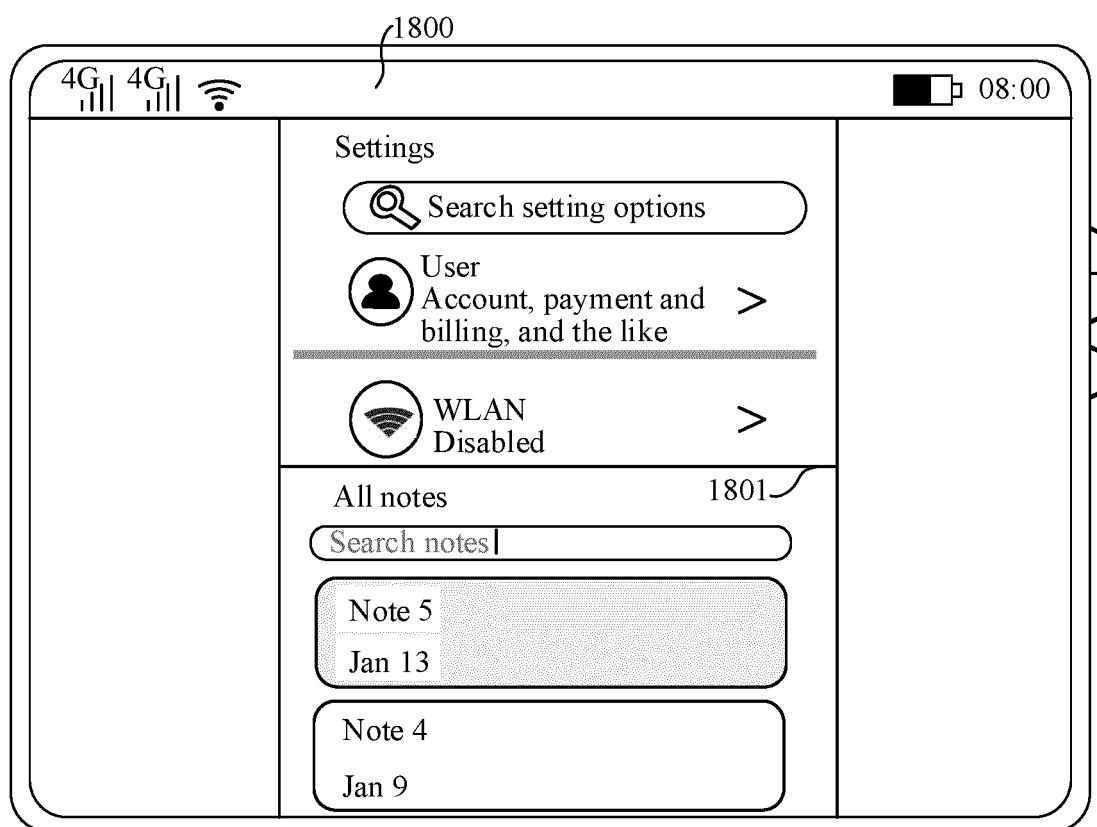 1800
4G 4G 08:00
Settings
Search setting options
User
Account, payment and
billing, and the like
>
WLAN
Disabled
>
1801
All notes
Search notes
Note 5
Jan 13
Note 4
Jan 9